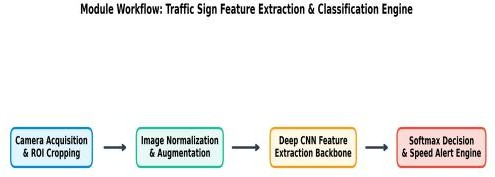 Module Workflow: Traffic Sign Feature Extraction & Classification Engine
Camera Acquisition
& ROI Cropping
Image Normalization
& Augmentation
Deep CNN Feature
Extraction Backbone
Softmax Decision
& Speed Alert Engine